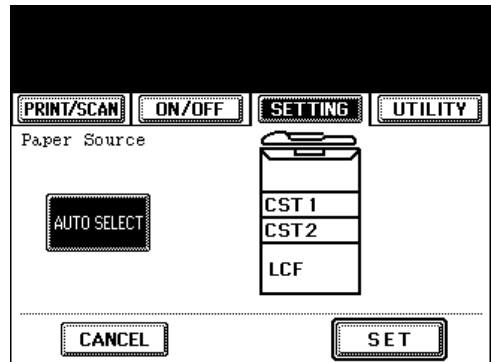 PRINT/SCAN ON/OFF SETTING UTILITY
Paper Source
AUTO SELECT
CST 1
CST 2
LCF
CANCEL SET